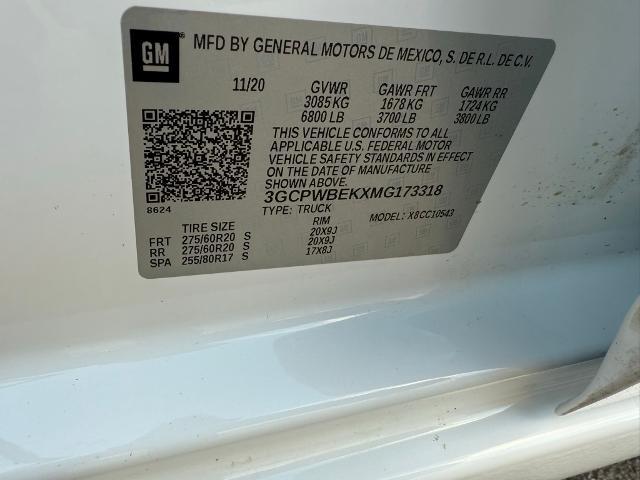 GM MFD BY GENERAL MOTORS DE MEXICO, S. DE R.L. DE C.V.
11/20 GVWR GAWR FRT GAWR RR
3085 KG 1678 KG 1724 KG
6800 LB 3700 LB 3800 LB
THIS VEHICLE CONFORMS TO ALL
APPLICABLE U.S. FEDERAL MOTOR
VEHICLE SAFETY STANDARDS IN EFFECT
ON THE DATE OF MANUFACTURE
SHOWN ABOVE.
8624 3GCPWBEKXMG173318
TYPE: TRUCK MODEL: X8CC10543
TIRE SIZE RIM
FRT 275/60R20 S 20X9J
RR 275/60R20 S 20X9J
SPA 255/80R17 S 17X8J